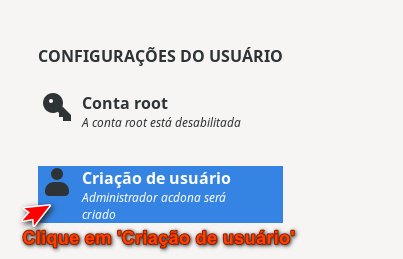 CONFIGURAÇÕES DO USUÁRIO
Conta root
A conta root está desabilitada
Criação de usuário
Administrador acdona será
criado
Clique em 'Criação de usuário'